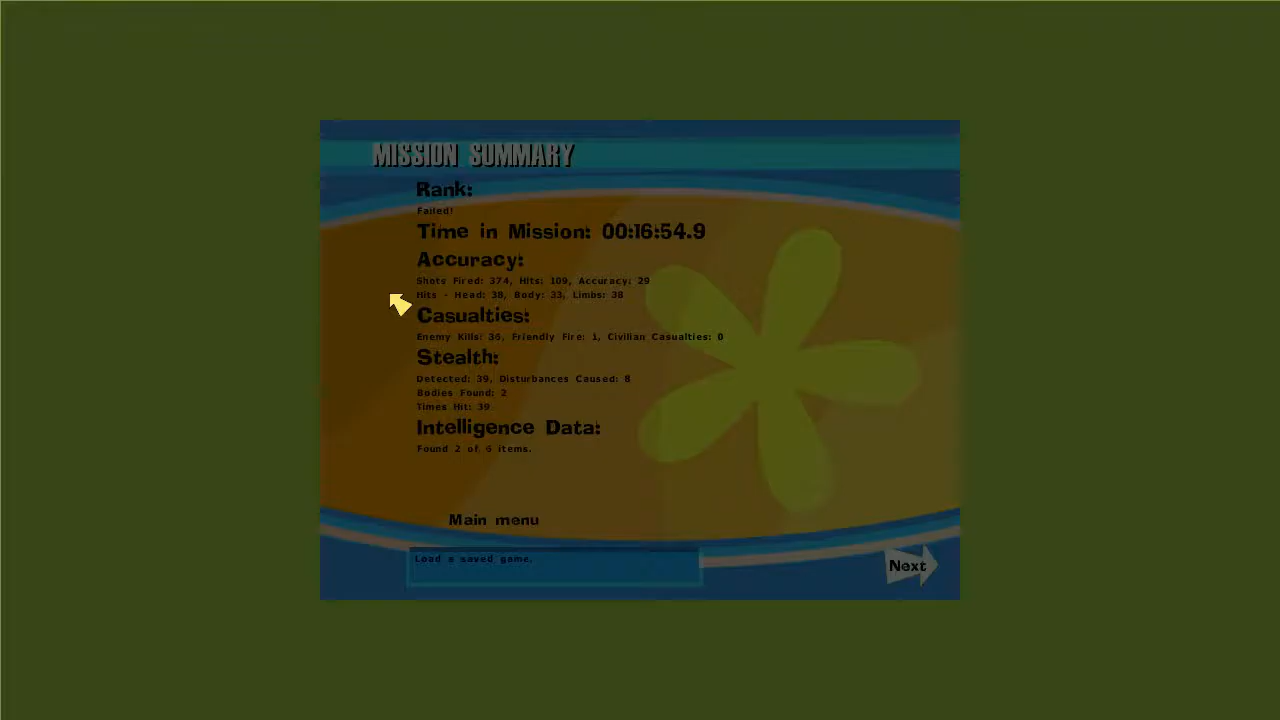 MISSION SUMMARY
Rank:
Failed!
Time in Mission: 00:16:54.9
Accuracy:
Shots Fired: 374, Hits: 109, Accuracy: 29
Hits - Head: 38, Body: 33, Limbs: 38
Casualties:
Enemy Kills: 36, Friendly Fire: 1, Civilian Casualties: 0
Stealth:
Detected: 39, Disturbances Caused: 8
Bodies Found: 2
Times Hit: 39
Intelligence Data:
Found 2 of 6 items.
Main menu
Load a saved game.
Next